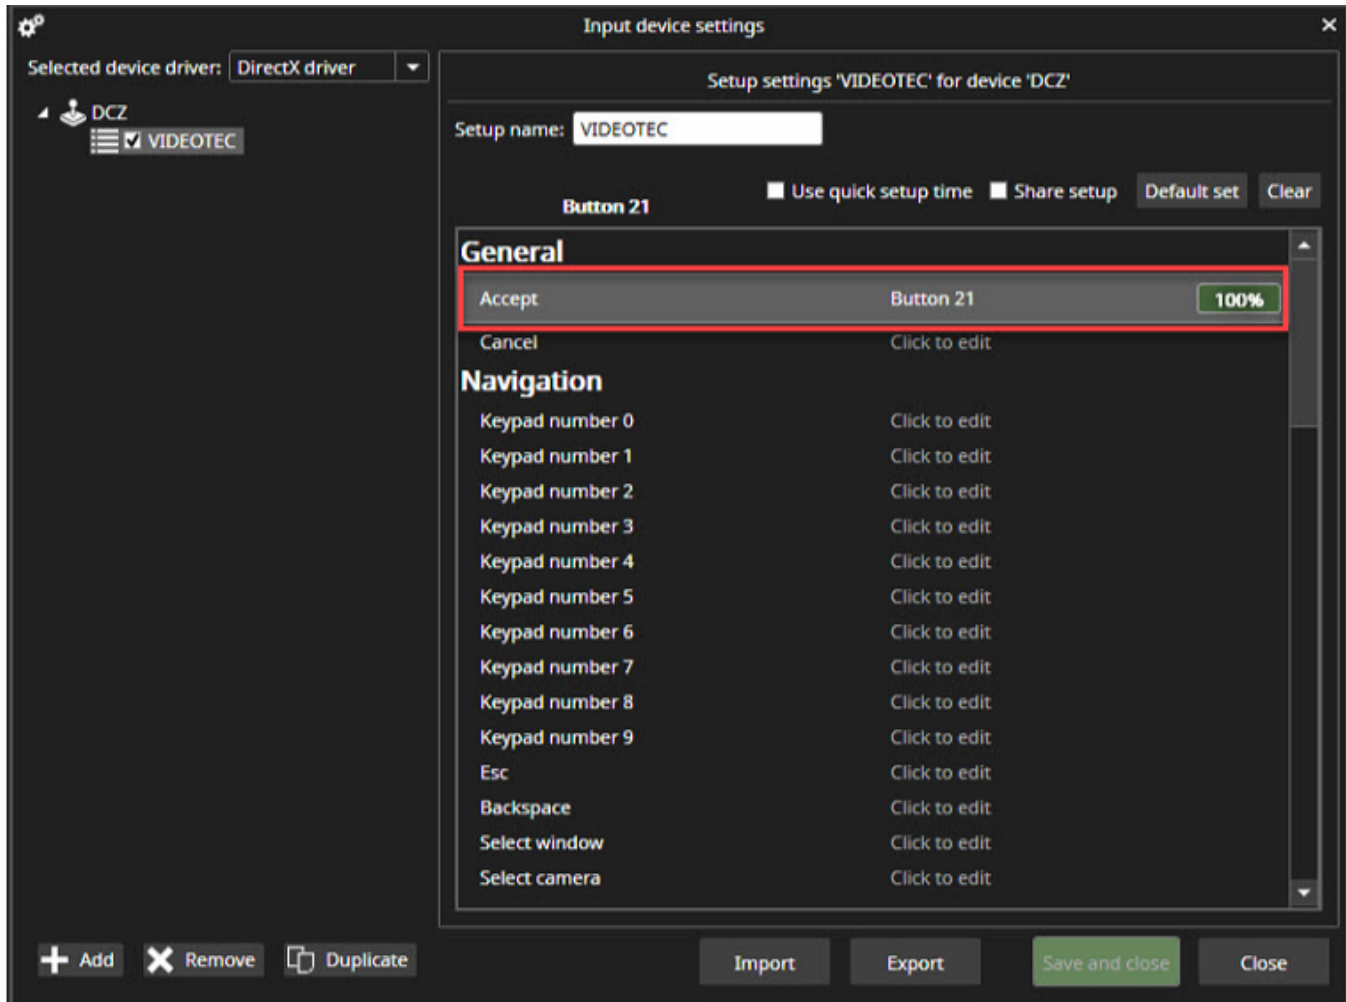 Input device settings
Selected device driver: DirectX driver
DCZ
VIDEOTEC
Setup settings 'VIDEOTEC' for device 'DCZ'
Setup name: VIDEOTEC
Use quick setup time Share setup Default set Clear
Button 21
General
Accept Button 21 100%
Cancel Click to edit
Navigation
Keypad number 0 Click to edit
Keypad number 1 Click to edit
Keypad number 2 Click to edit
Keypad number 3 Click to edit
Keypad number 4 Click to edit
Keypad number 5 Click to edit
Keypad number 6 Click to edit
Keypad number 7 Click to edit
Keypad number 8 Click to edit
Keypad number 9 Click to edit
Esc Click to edit
Backspace Click to edit
Select window Click to edit
Select camera Click to edit
Add Remove Duplicate Import Export Save and close Close